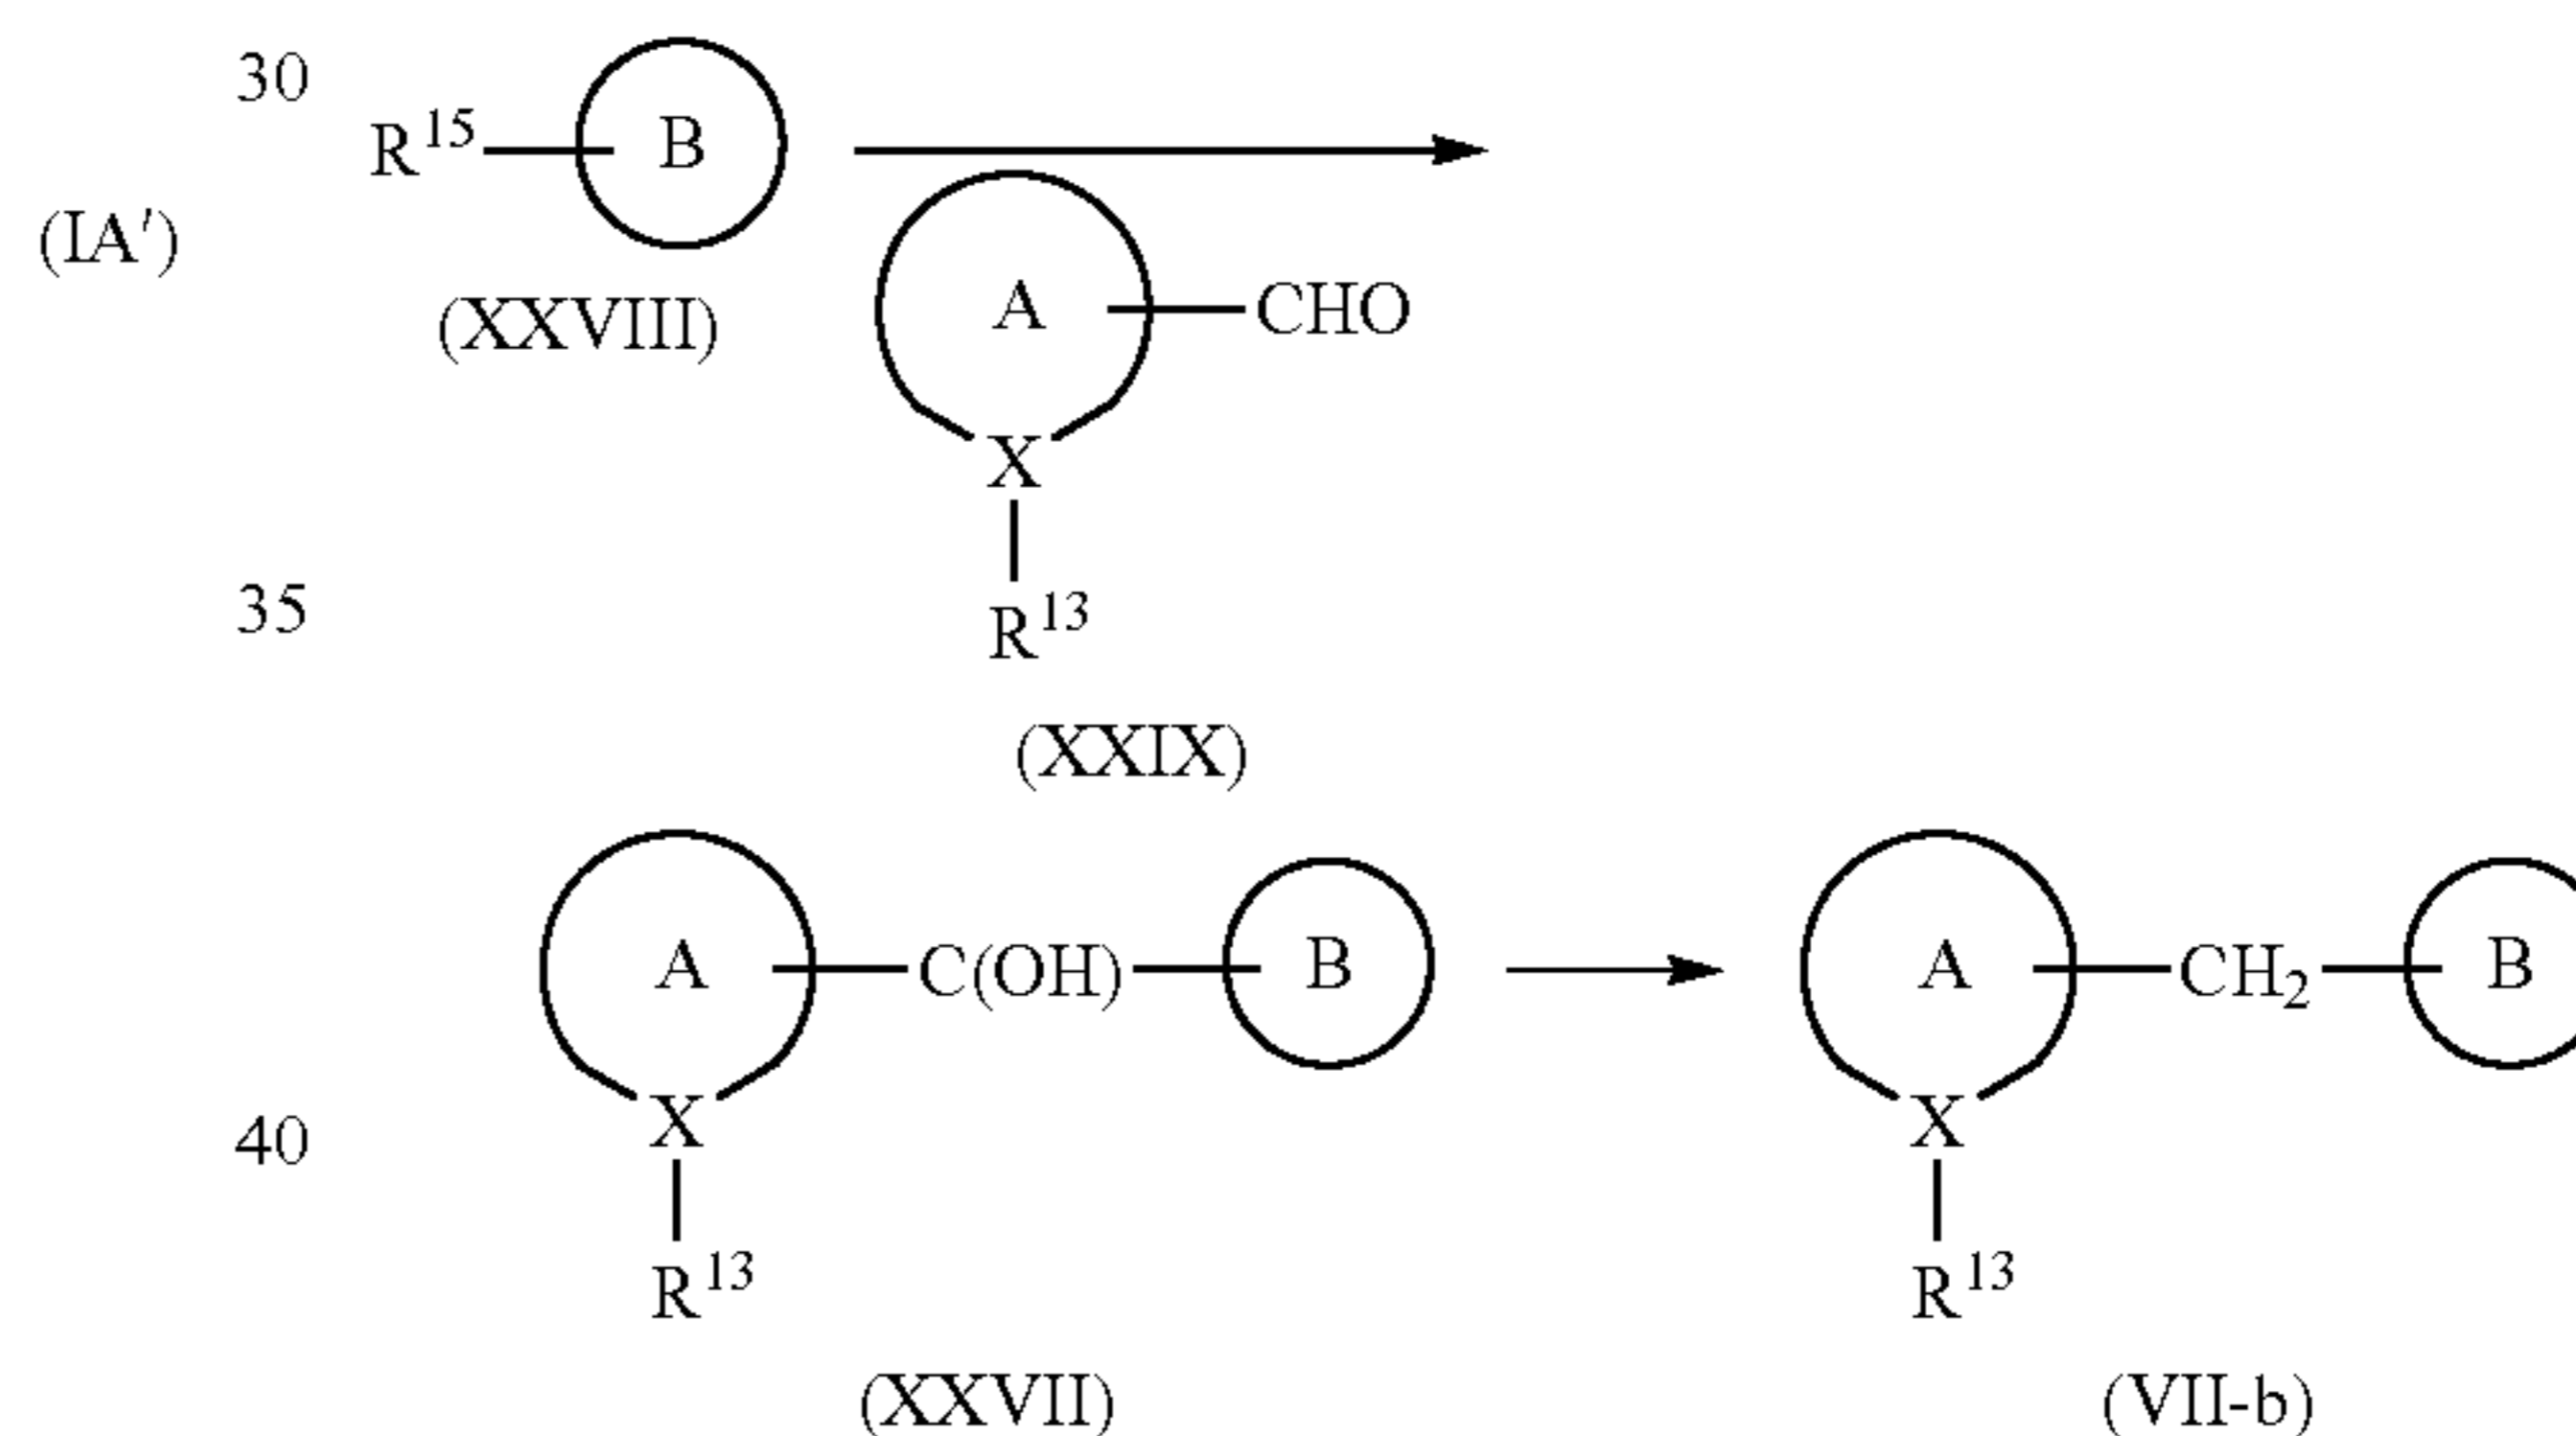 30
R¹⁵ B
(IA')
(XXVIII)
A CHO
X
35
R¹³
(XXIX)
A C(OH) B A CH₂ B
X X
40
R¹³ R¹³
(XXVII) (VII-b)